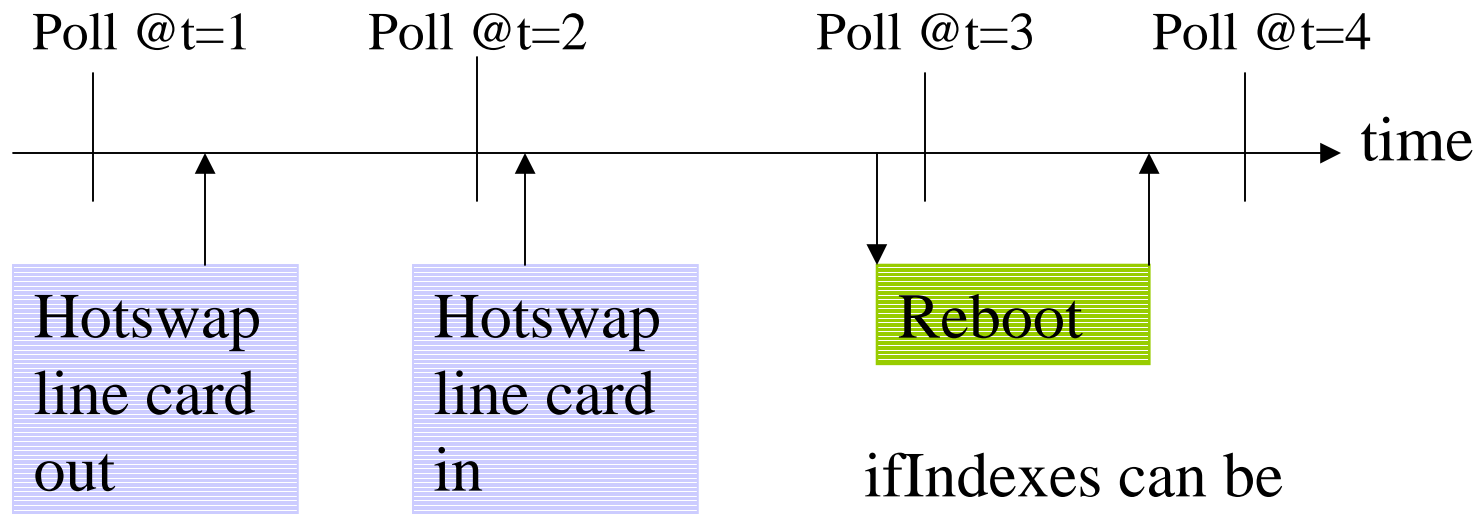 Poll @t=1 Poll @t=2 Poll @t=3 Poll @t=4
time
Hotswap
line card
out
Hotswap
line card
in
Reboot
ifIndexes can be